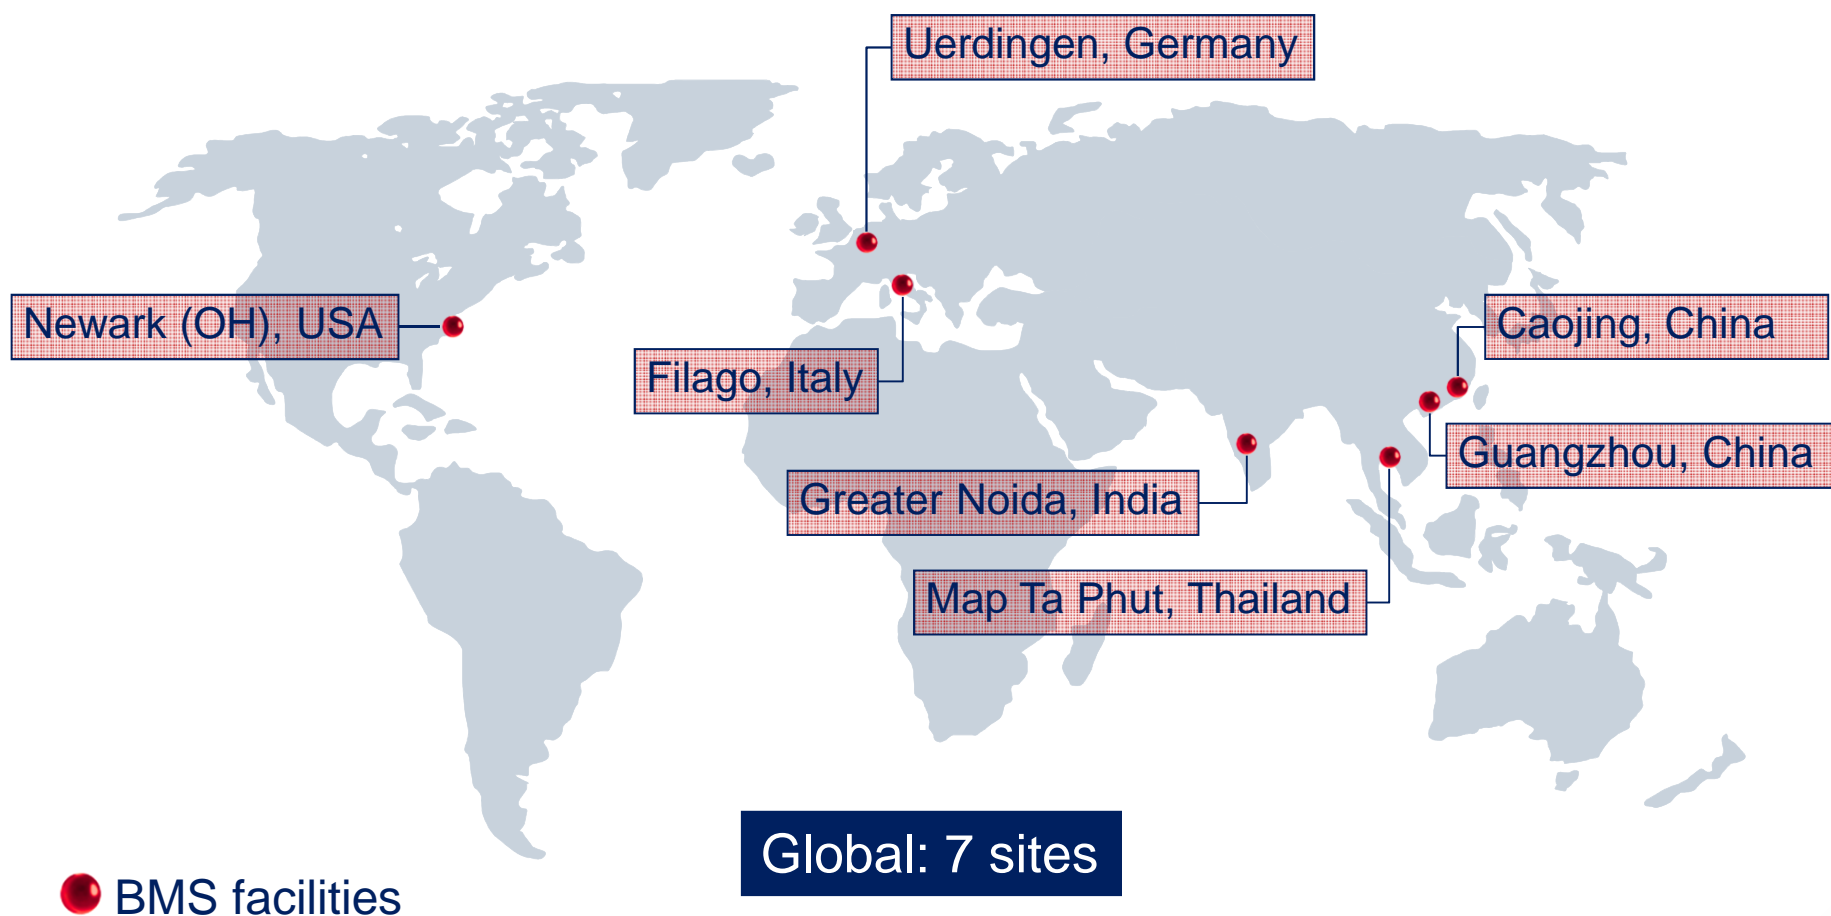 Uerdingen, Germany
Newark (OH), USA
Caojing, China
Filago, Italy
Guangzhou, China
Greater Noida, India
Map Ta Phut, Thailand
Global: 7 sites
BMS facilities